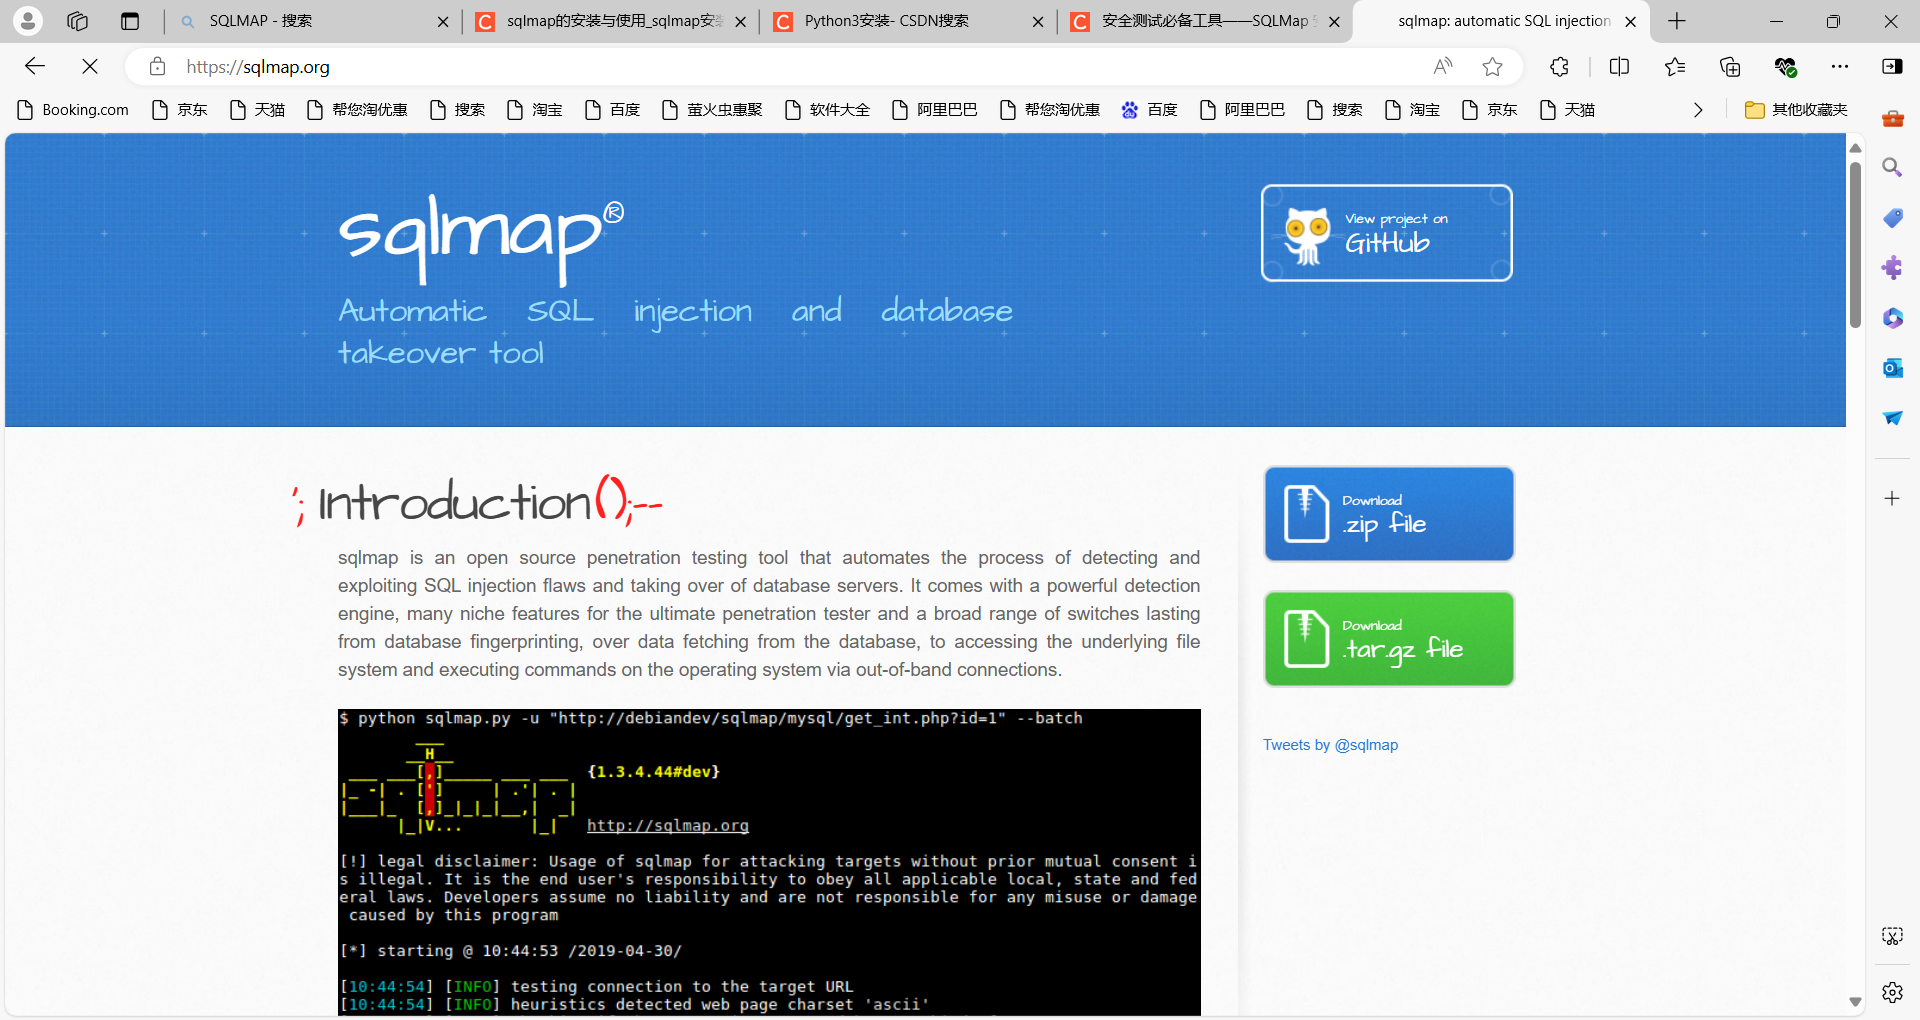 SQLMAP - 搜索
sqlmap的安装与使用_sqlmap安装
Python3安装- CSDN搜索
安全测试必备工具——SQLMap
sqlmap: automatic SQL injection
https://sqlmap.org
Booking.com 京东 天猫 帮您淘优惠 搜索 淘宝 百度 萤火虫惠聚 软件大全 阿里巴巴 帮您淘优惠 百度 阿里巴巴 搜索 淘宝 京东 天猫 其他收藏夹
sqlmap®
Automatic SQL injection and database
takeover tool
View project on
GitHub
'; Introduction();--
sqlmap is an open source penetration testing tool that automates the process of detecting and
exploiting SQL injection flaws and taking over of database servers. It comes with a powerful detection
engine, many niche features for the ultimate penetration tester and a broad range of switches lasting
from database fingerprinting, over data fetching from the database, to accessing the underlying file
system and executing commands on the operating system via out-of-band connections.
Download
.zip file
Download
.tar.gz file
Tweets by @sqlmap
$ python sqlmap.py -u "http://debiandev/sqlmap/mysql/get_int.php?id=1" --batch
{1.3.4.44#dev}
http://sqlmap.org
[!] legal disclaimer: Usage of sqlmap for attacking targets without prior mutual consent i
s illegal. It is the end user's responsibility to obey all applicable local, state and fed
eral laws. Developers assume no liability and are not responsible for any misuse or damage
caused by this program
[*] starting @ 10:44:53 /2019-04-30/
[10:44:54] [INFO] testing connection to the target URL
[10:44:54] [INFO] heuristics detected web page charset 'ascii'